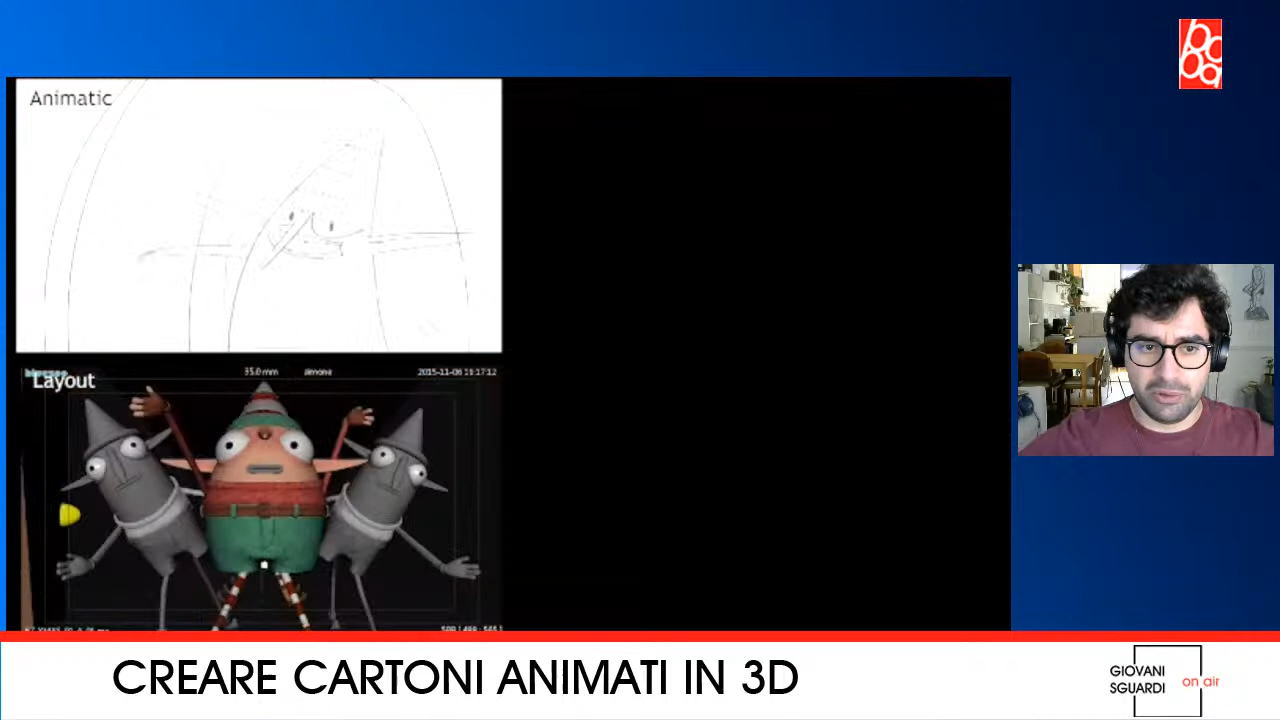 Animatic
Layout
35.0 mm
simone
2015-11-06 19:17:12
CREARE CARTONI ANIMATI IN 3D
GIOVANI
SGUARDI
on air